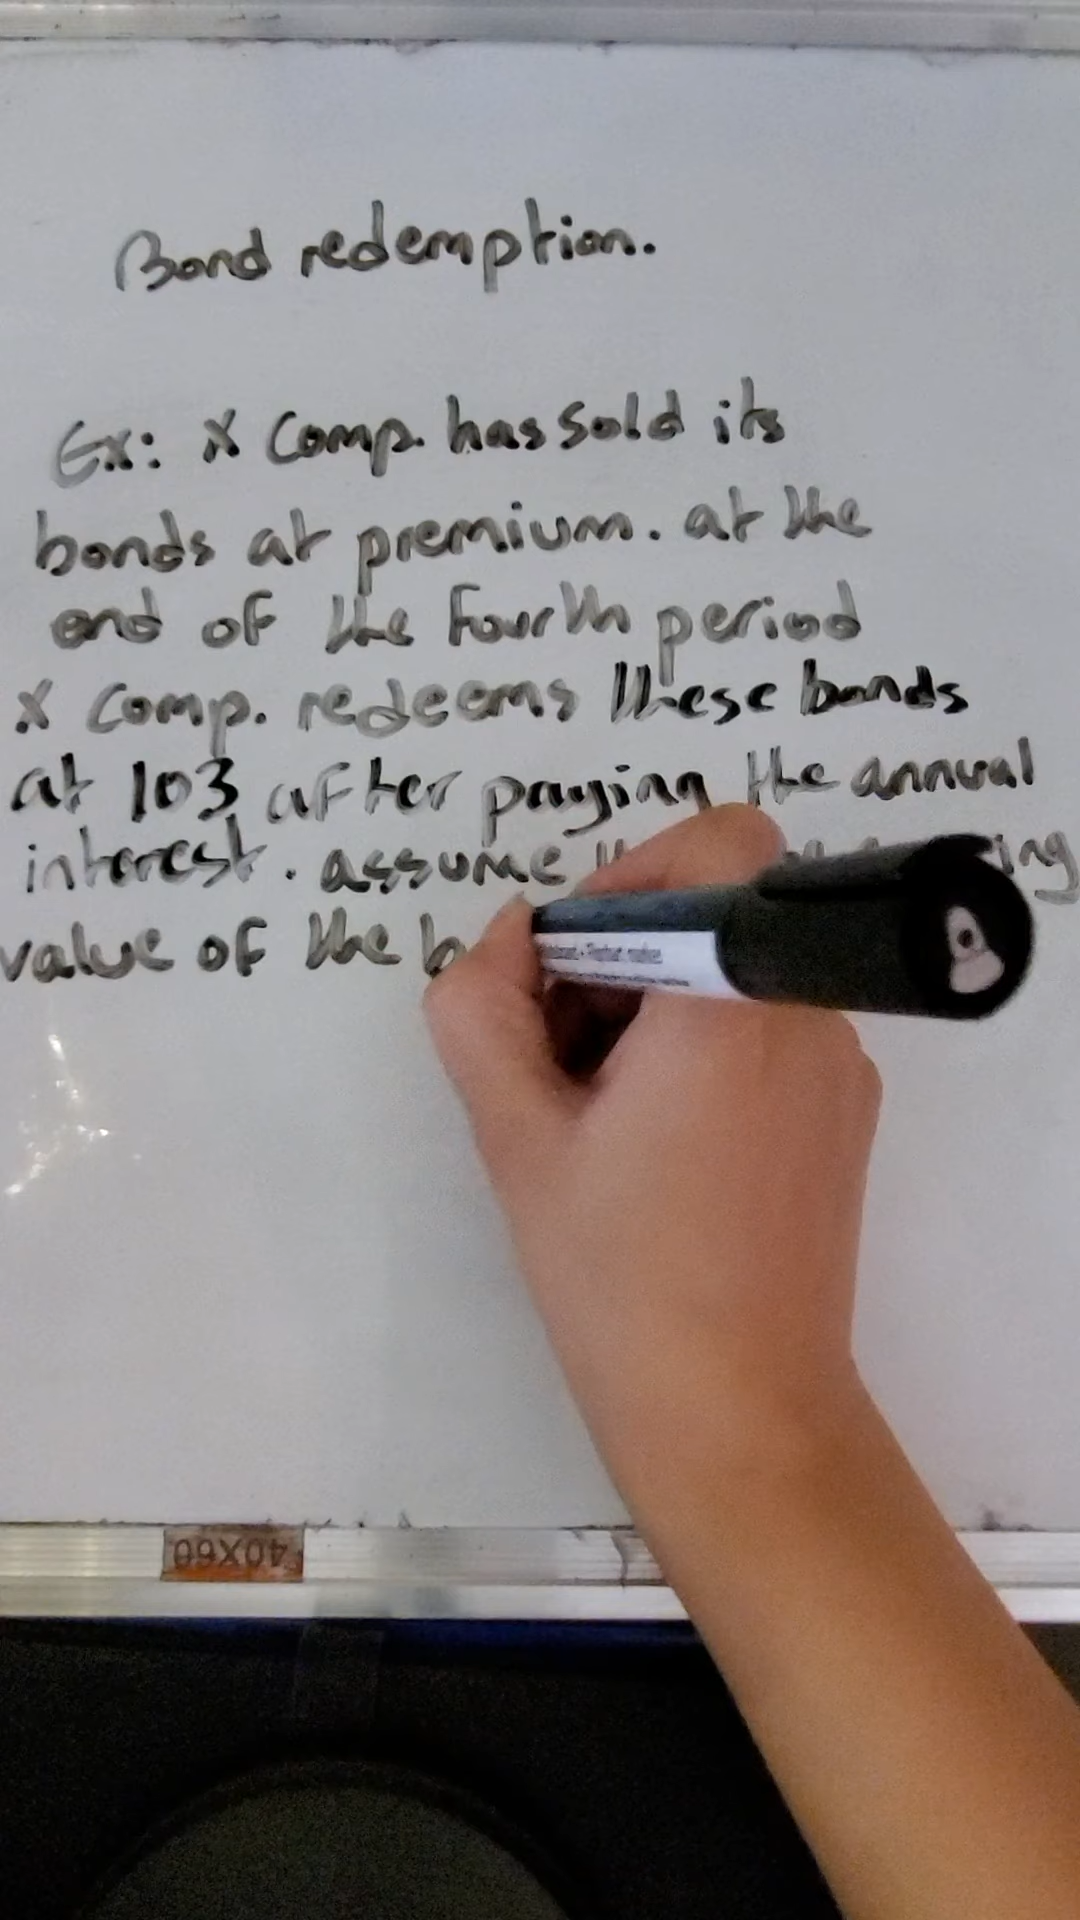 Bond redemption.
Ex: X Comp. has sold its
bonds at premium. at the
end of the Fourth period
X Comp. redeems these bonds
at 103 after paying the annual
interest. assume
value of the b
40X60